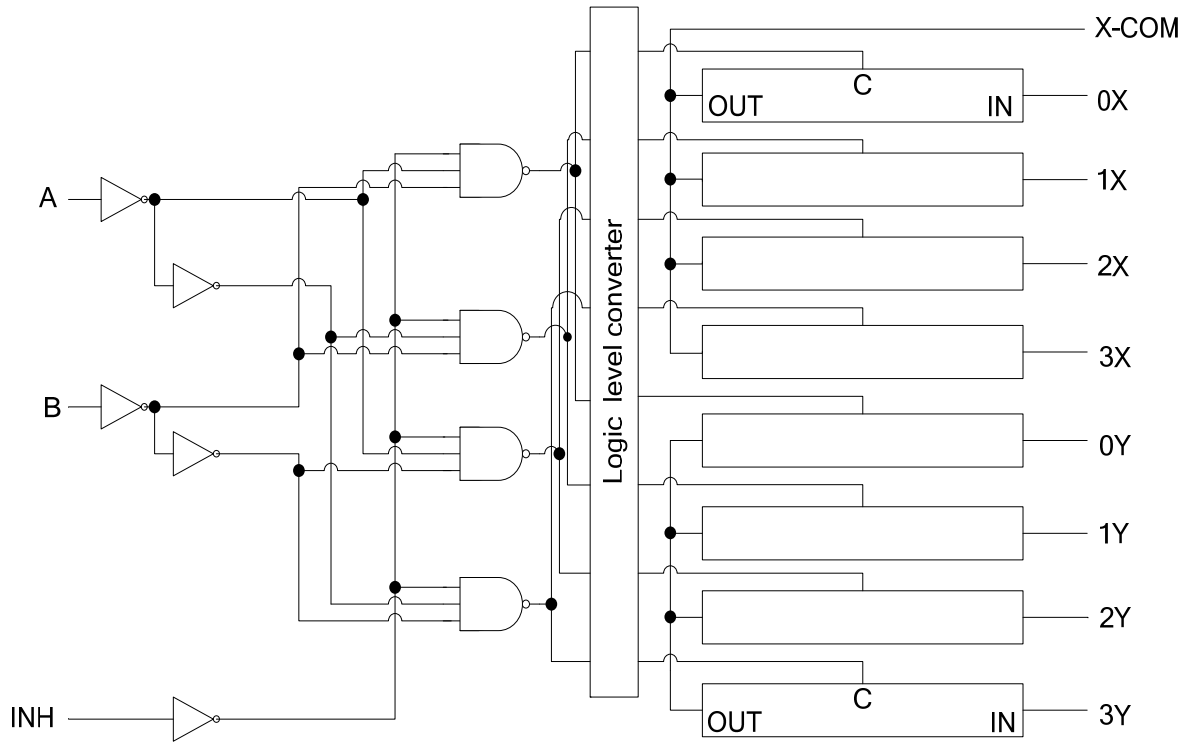 X-COM
C
OUT
IN
0X
1X
A
2X
Logic level converter
3X
B
0Y
1Y
2Y
C
INH
OUT
IN
3Y